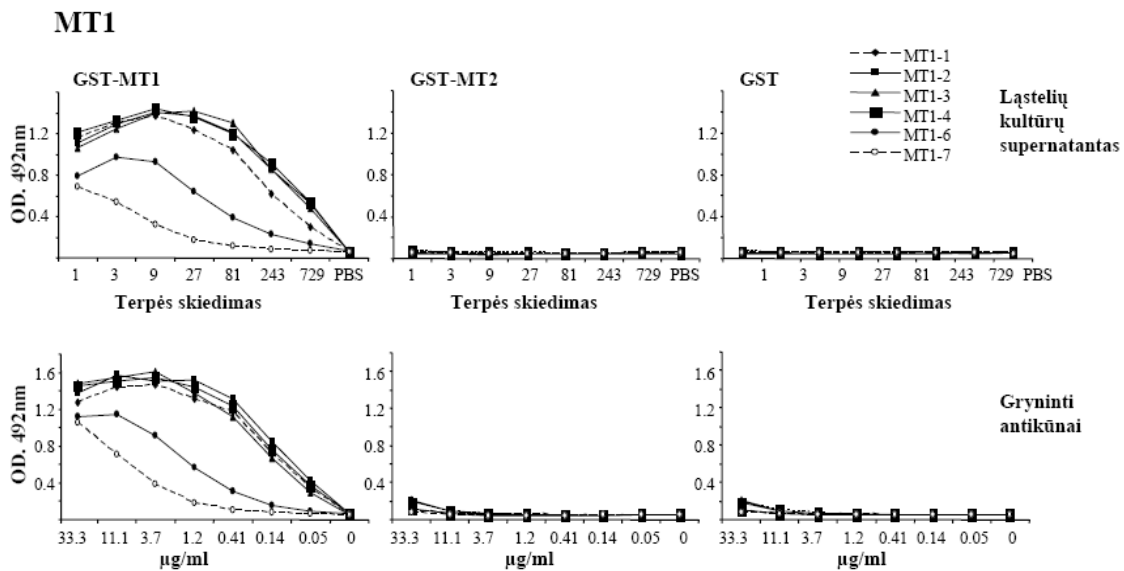 MT1
GST-MT1
GST-MT2
GST
MT1-1
MT1-2
MT1-3
MT1-4
MT1-6
MT1-7
Ląstelių
kultūrų
supernatantas
OD. 492nm
1.2
0.8
0.4
1 3 9 27 81 243 729 PBS
Terpės skiedimas
1.2
0.8
0.4
1 3 9 27 81 243 729 PBS
Terpės skiedimas
1.2
0.8
0.4
1 3 9 27 81 243 729 PBS
Terpės skiedimas
Gryninti
antikūnai
OD. 492nm
1.6
1.2
0.8
0.4
33.3 11.1 3.7 1.2 0.41 0.14 0.05 0
µg/ml
1.6
1.2
0.8
0.4
33.3 11.1 3.7 1.2 0.41 0.14 0.05 0
µg/ml
1.6
1.2
0.8
0.4
33.3 11.1 3.7 1.2 0.41 0.14 0.05 0
µg/ml